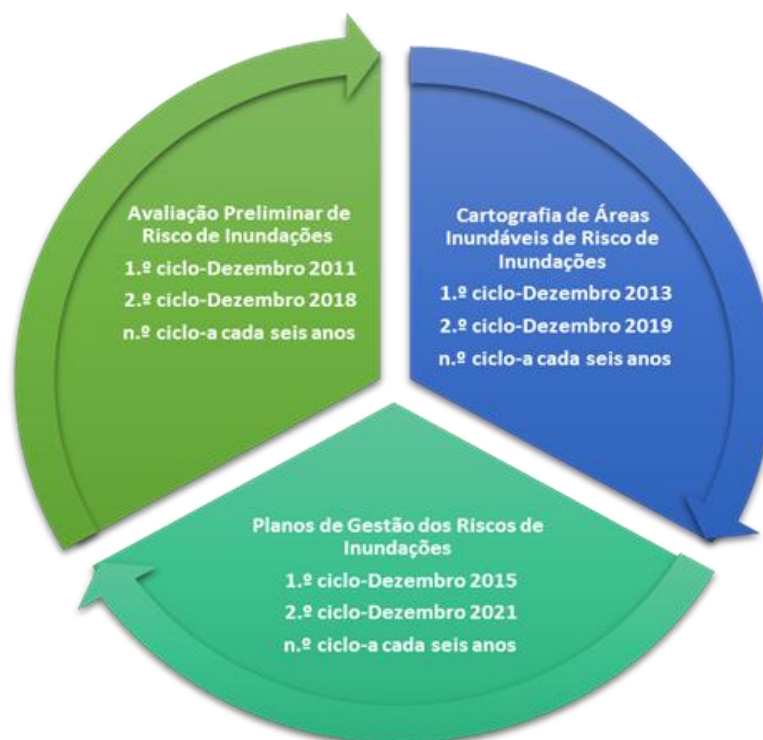 Avaliação Preliminar de
Risco de Inundações
1.º ciclo-Dezembro 2011
2.º ciclo-Dezembro 2018
n.º ciclo-a cada seis anos
Cartografia de Áreas
Inundáveis de Risco de
Inundações
1.º ciclo-Dezembro 2013
2.º ciclo-Dezembro 2019
n.º ciclo-a cada seis anos
Planos de Gestão dos Riscos de
Inundações
1.º ciclo-Dezembro 2015
2.º ciclo-Dezembro 2021
n.º ciclo-a cada seis anos